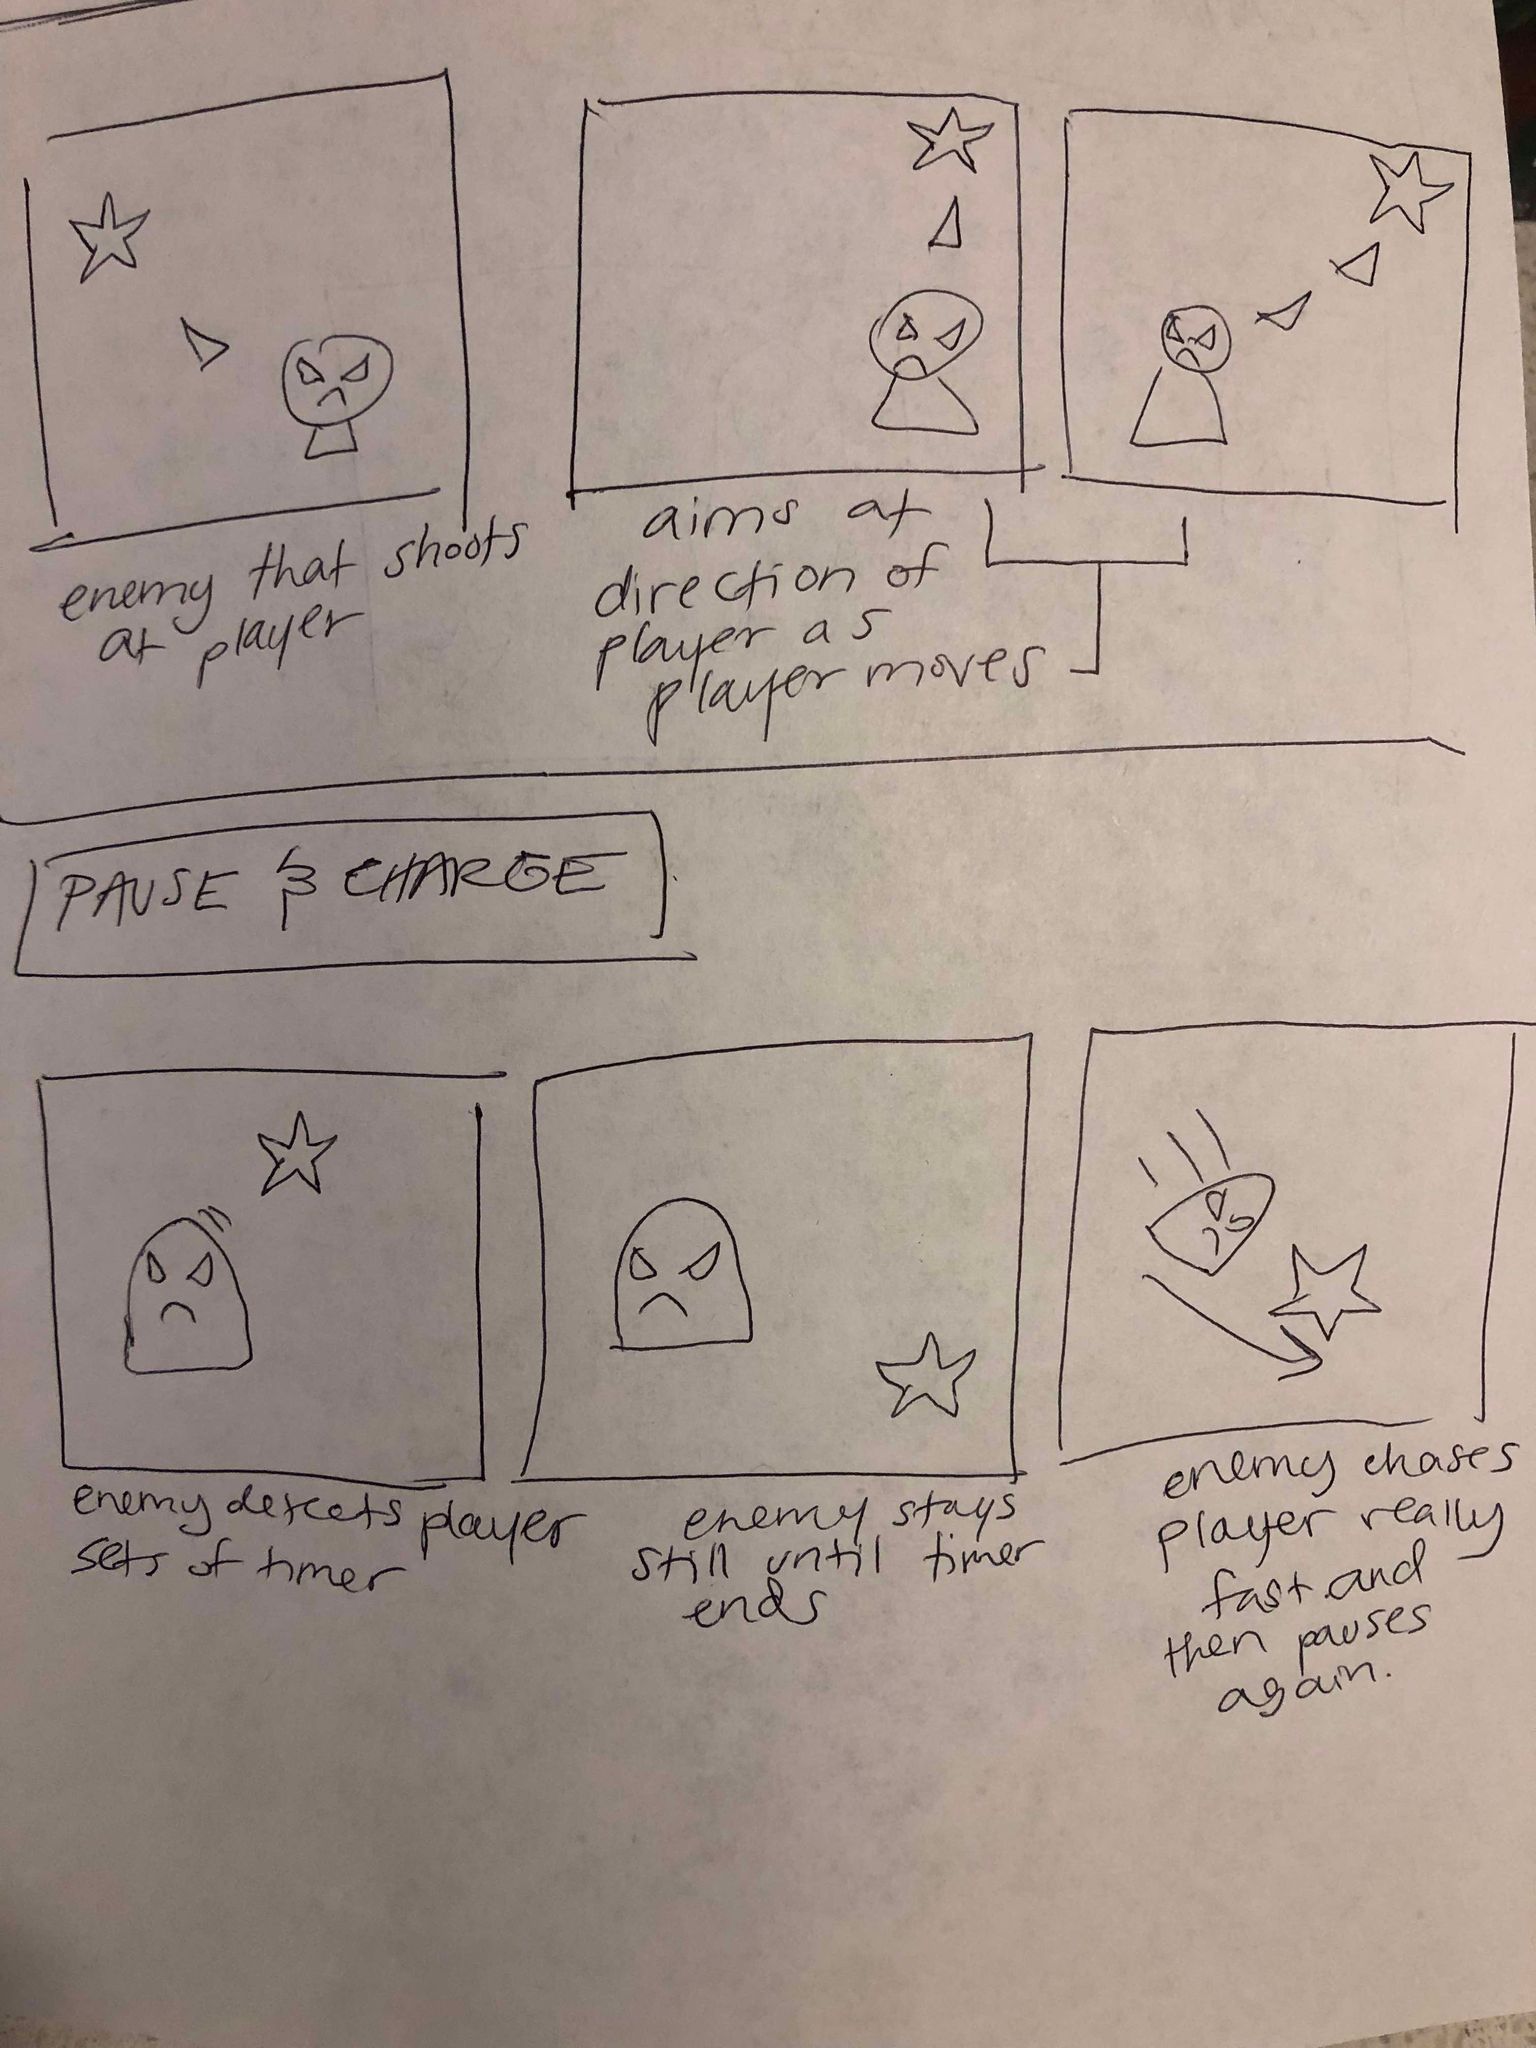 enemy that shoots
at player
aims at
direction of
player as
player moves
PAUSE & CHARGE
enemy detects player
sets of timer
enemy stays
still until timer
ends
enemy chases
player really
fast and
then pauses
again.